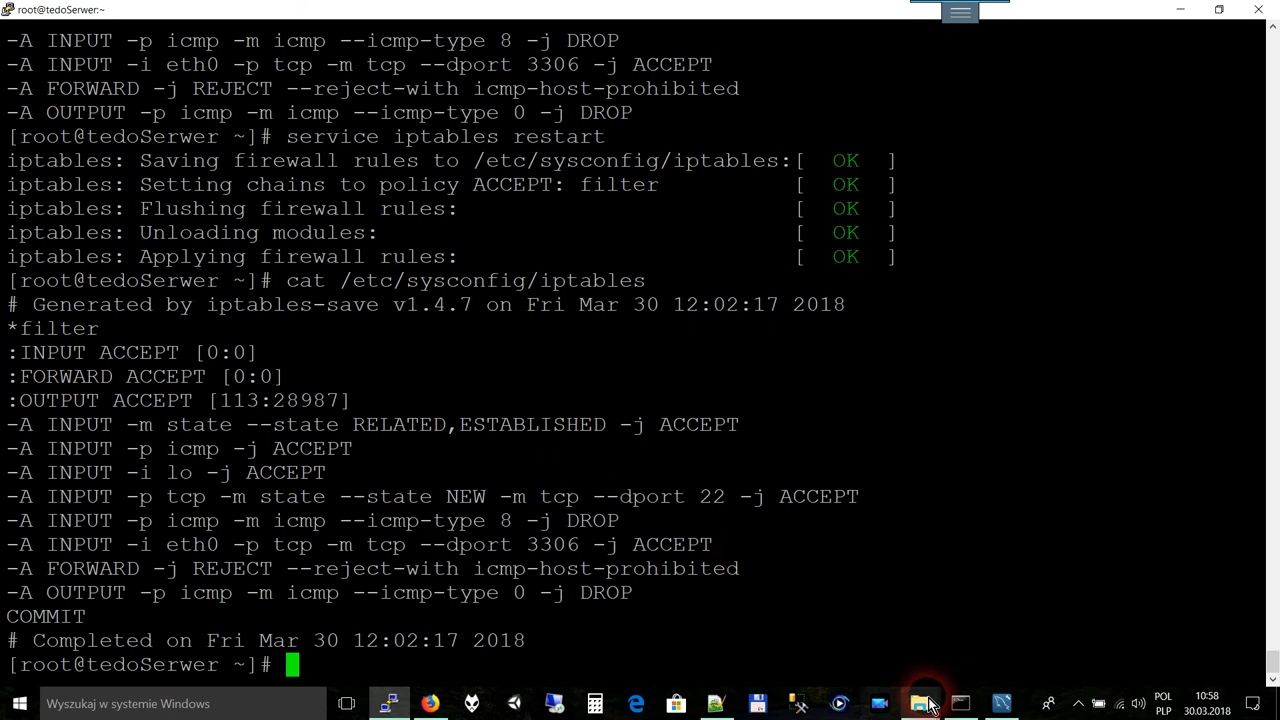 root@tedoSerwer:~
-A INPUT -p icmp -m icmp --icmp-type 8 -j DROP
-A INPUT -i eth0 -p tcp -m tcp --dport 3306 -j ACCEPT
-A FORWARD -j REJECT --reject-with icmp-host-prohibited
-A OUTPUT -p icmp -m icmp --icmp-type 0 -j DROP
[root@tedoSerwer ~]# service iptables restart
iptables: Saving firewall rules to /etc/sysconfig/iptables:[  OK  ]
iptables: Setting chains to policy ACCEPT: filter          [  OK  ]
iptables: Flushing firewall rules:                         [  OK  ]
iptables: Unloading modules:                               [  OK  ]
iptables: Applying firewall rules:                         [  OK  ]
[root@tedoSerwer ~]# cat /etc/sysconfig/iptables
# Generated by iptables-save v1.4.7 on Fri Mar 30 12:02:17 2018
*filter
:INPUT ACCEPT [0:0]
:FORWARD ACCEPT [0:0]
:OUTPUT ACCEPT [113:28987]
-A INPUT -m state --state RELATED,ESTABLISHED -j ACCEPT
-A INPUT -p icmp -j ACCEPT
-A INPUT -i lo -j ACCEPT
-A INPUT -p tcp -m state --state NEW -m tcp --dport 22 -j ACCEPT
-A INPUT -p icmp -m icmp --icmp-type 8 -j DROP
-A INPUT -i eth0 -p tcp -m tcp --dport 3306 -j ACCEPT
-A FORWARD -j REJECT --reject-with icmp-host-prohibited
-A OUTPUT -p icmp -m icmp --icmp-type 0 -j DROP
COMMIT
# Completed on Fri Mar 30 12:02:17 2018
[root@tedoSerwer ~]#
Wyszukaj w systemie Windows
POL
PLP
10:58
30.03.2018